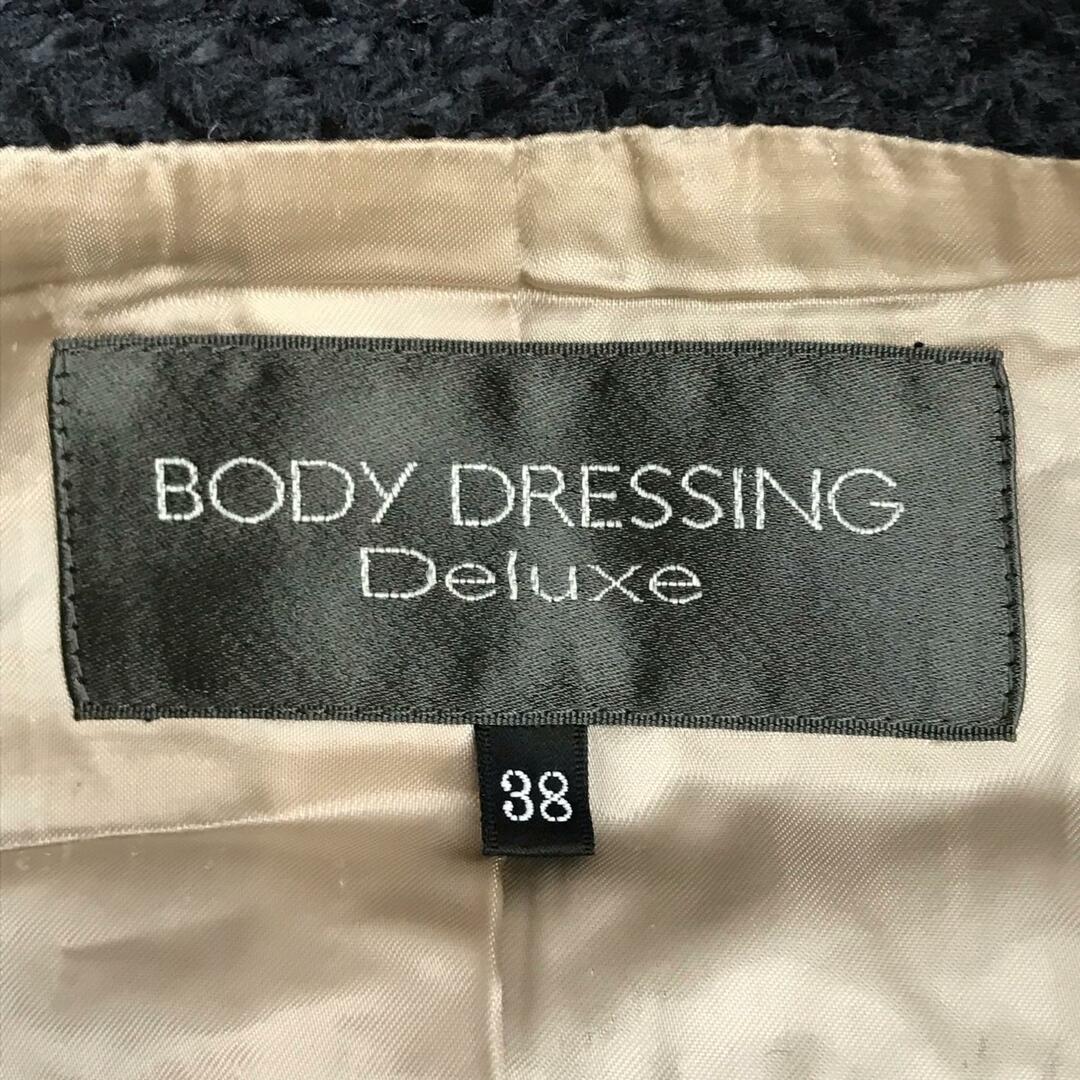 BODY DRESSING
Deluxe
38